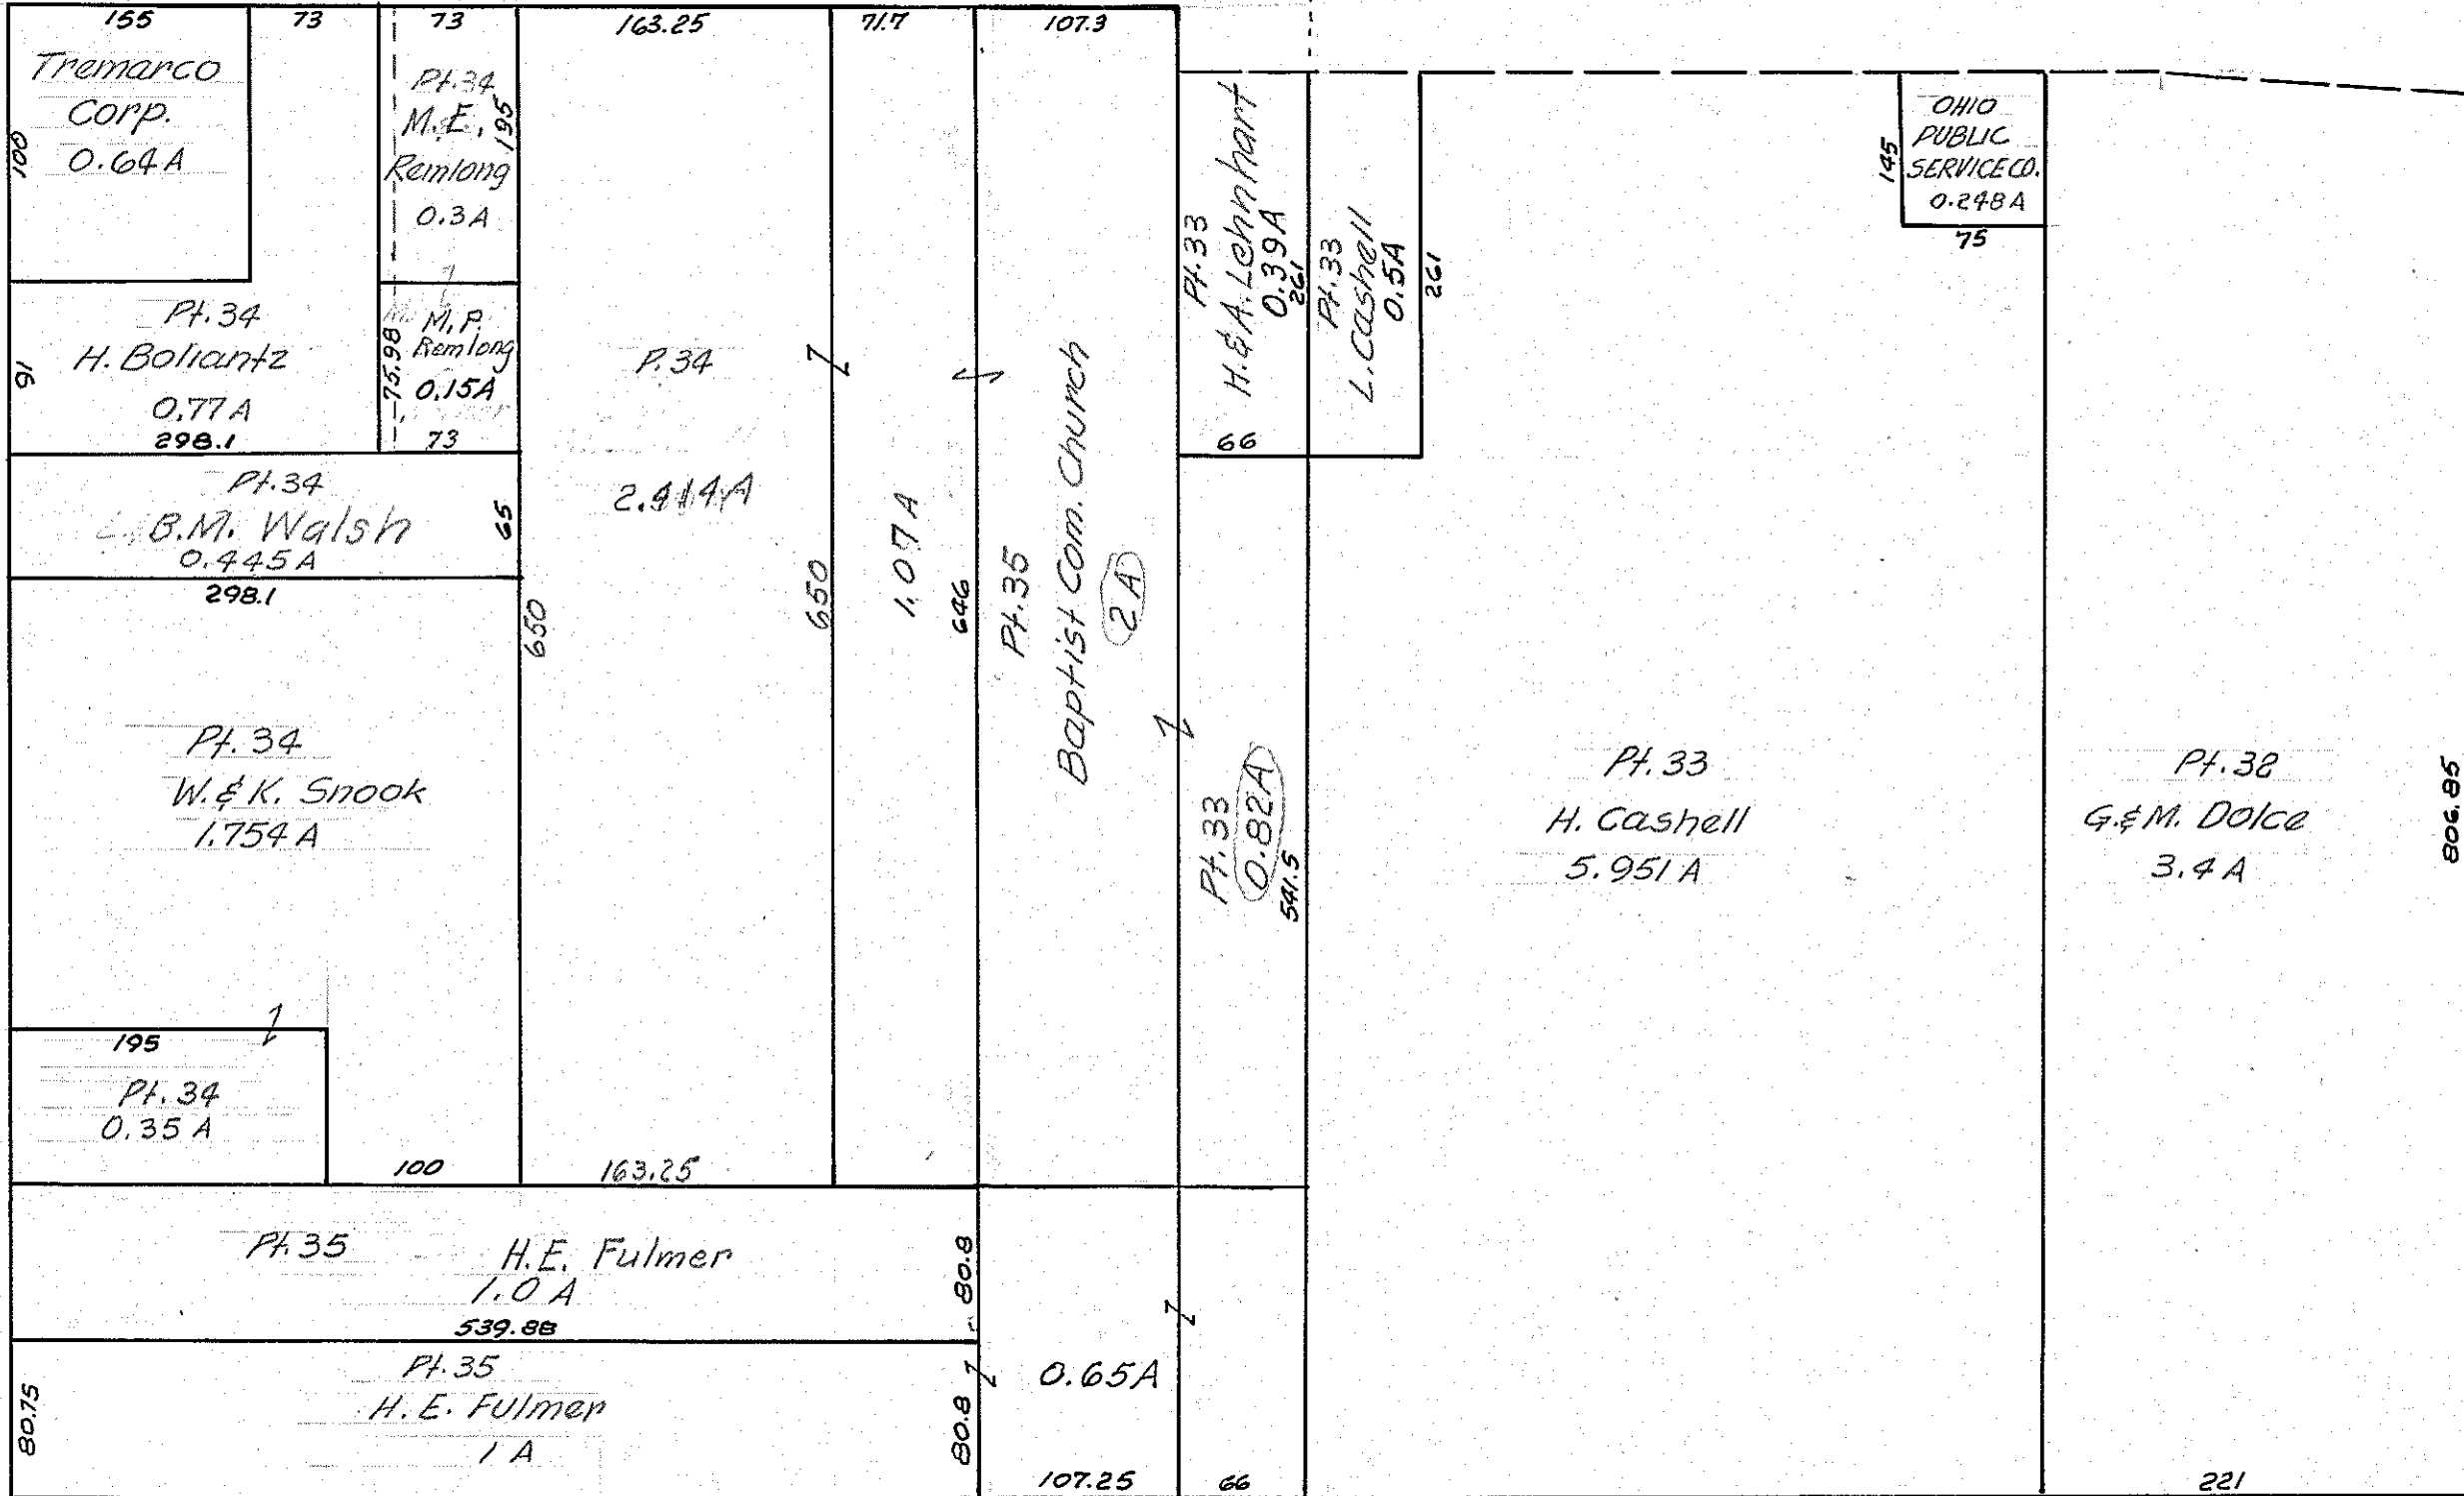 155
73
73
163.25
71.7
107.3
Tremarco
Corp.
0.64 A
100
Pt. 34
M.E.
Remlong
0.3 A
195
Pt. 34
H. Boliantz
0.77 A
298.1
91
75.98
M.P.
Remlong
0.15A
73
Pt. 34
B.M. Walsh
0.445 A
65
298.1
Pt. 34
W. & K. Snook
1.754 A
650
195
Pt. 34
0.35 A
100
P. 34
163.25
650
1.07 A
646
Pt. 35
Baptist Com. Church
2 A
Pt. 33
H. & A. Lehnhart
0.39 A
261
66
Pt. 33
L. Cashell
0.5A
261
Pt. 33
0.82A
541.5
OHIO
PUBLIC
SERVICE CO.
0.248 A
145
75
Pt. 33
H. Cashell
5.951 A
Pt. 32
G. & M. Dolce
3.4 A
806.85
221
Pt. 35
H.E. Fulmer
1.0 A
539.88
80.8
Pt. 35
H. E. Fulmer
1 A
80.75
80.8
0.65A
107.25
66